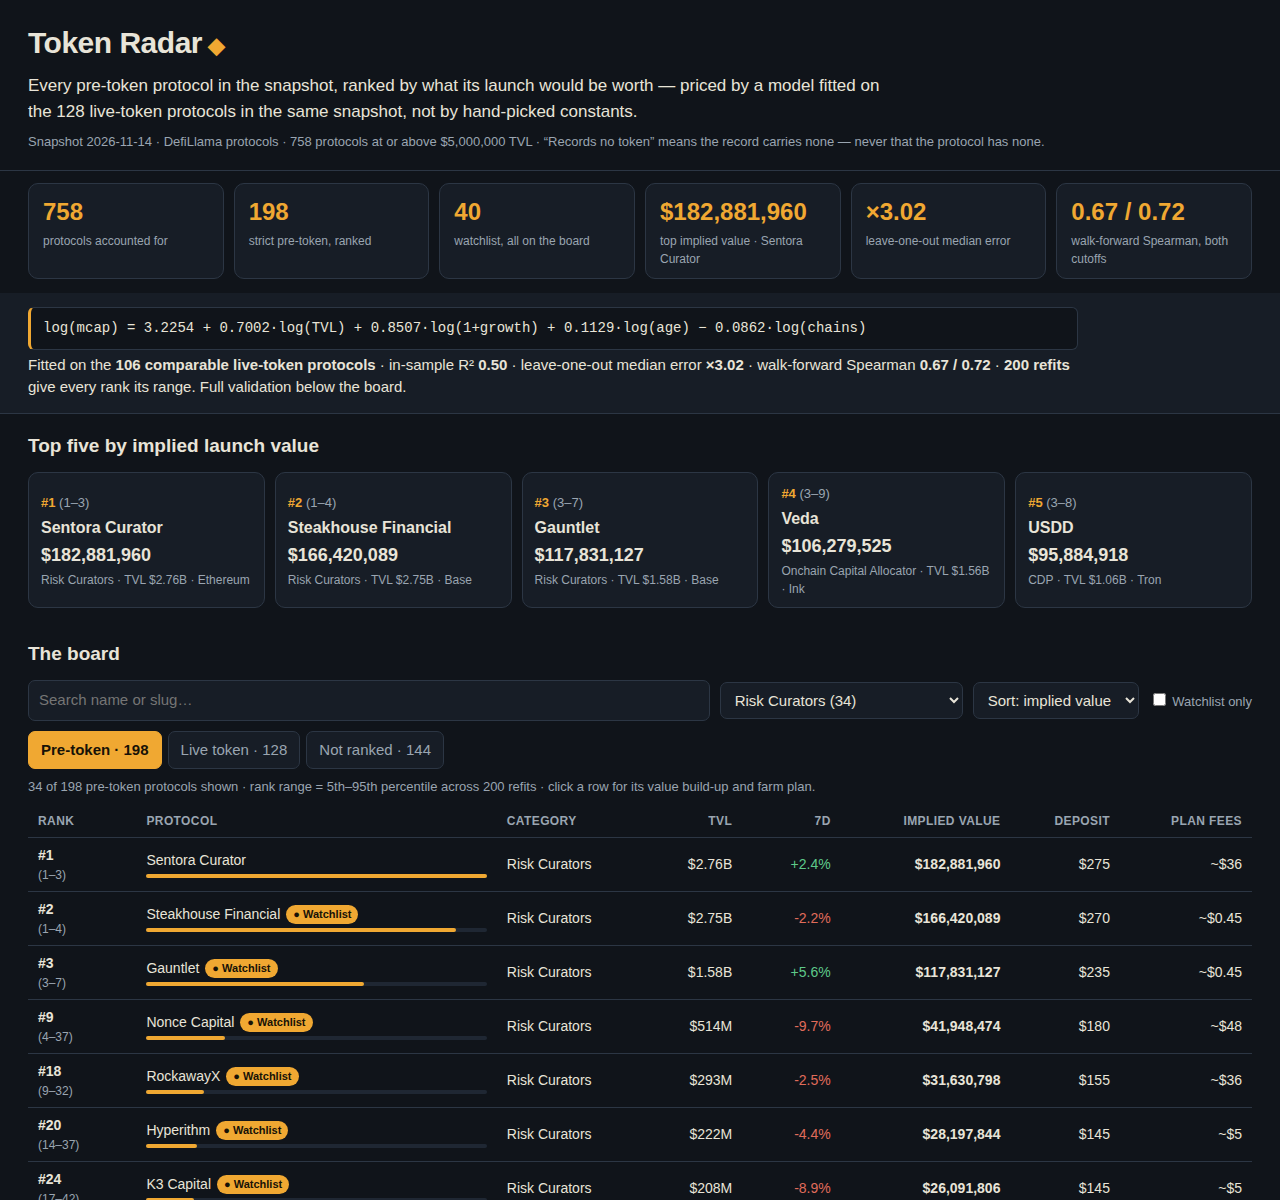 Token Radar ◆
Every pre-token protocol in the snapshot, ranked by what its launch would be worth — priced by a model fitted on
the 128 live-token protocols in the same snapshot, not by hand-picked constants.
Snapshot 2026-11-14 · DefiLlama protocols · 758 protocols at or above $5,000,000 TVL · “Records no token” means the record carries none — never that the protocol has none.
758
protocols accounted for
198
strict pre-token, ranked
40
watchlist, all on the board
$182,881,960
top implied value · Sentora
Curator
×3.02
leave-one-out median error
0.67 / 0.72
walk-forward Spearman, both
cutoffs
log(mcap) = 3.2254 + 0.7002·log(TVL) + 0.8507·log(1+growth) + 0.1129·log(age) − 0.0862·log(chains)
Fitted on the 106 comparable live-token protocols · in-sample R² 0.50 · leave-one-out median error ×3.02 · walk-forward Spearman 0.67 / 0.72 · 200 refits
give every rank its range. Full validation below the board.
Top five by implied launch value
#1 (1–3)
Sentora Curator
$182,881,960
Risk Curators · TVL $2.76B · Ethereum
#2 (1–4)
Steakhouse Financial
$166,420,089
Risk Curators · TVL $2.75B · Base
#3 (3–7)
Gauntlet
$117,831,127
Risk Curators · TVL $1.58B · Base
#4 (3–9)
Veda
$106,279,525
Onchain Capital Allocator · TVL $1.56B
· Ink
#5 (3–8)
USDD
$95,884,918
CDP · TVL $1.06B · Tron
The board
Search name or slug…
Risk Curators (34)
Sort: implied value
Watchlist only
Pre-token · 198
Live token · 128
Not ranked · 144
34 of 198 pre-token protocols shown · rank range = 5th–95th percentile across 200 refits · click a row for its value build-up and farm plan.
RANK PROTOCOL CATEGORY TVL 7D IMPLIED VALUE DEPOSIT PLAN FEES
#1 Sentora Curator Risk Curators $2.76B +2.4% $182,881,960 $275 ~$36
(1–3)
#2 Steakhouse Financial ● Watchlist Risk Curators $2.75B -2.2% $166,420,089 $270 ~$0.45
(1–4)
#3 Gauntlet ● Watchlist Risk Curators $1.58B +5.6% $117,831,127 $235 ~$0.45
(3–7)
#9 Nonce Capital ● Watchlist Risk Curators $514M -9.7% $41,948,474 $180 ~$48
(4–37)
#18 RockawayX ● Watchlist Risk Curators $293M -2.5% $31,630,798 $155 ~$36
(9–32)
#20 Hyperithm ● Watchlist Risk Curators $222M -4.4% $28,197,844 $145 ~$5
(14–37)
#24 K3 Capital ● Watchlist Risk Curators $208M -8.9% $26,091,806 $145 ~$5
(17–42)